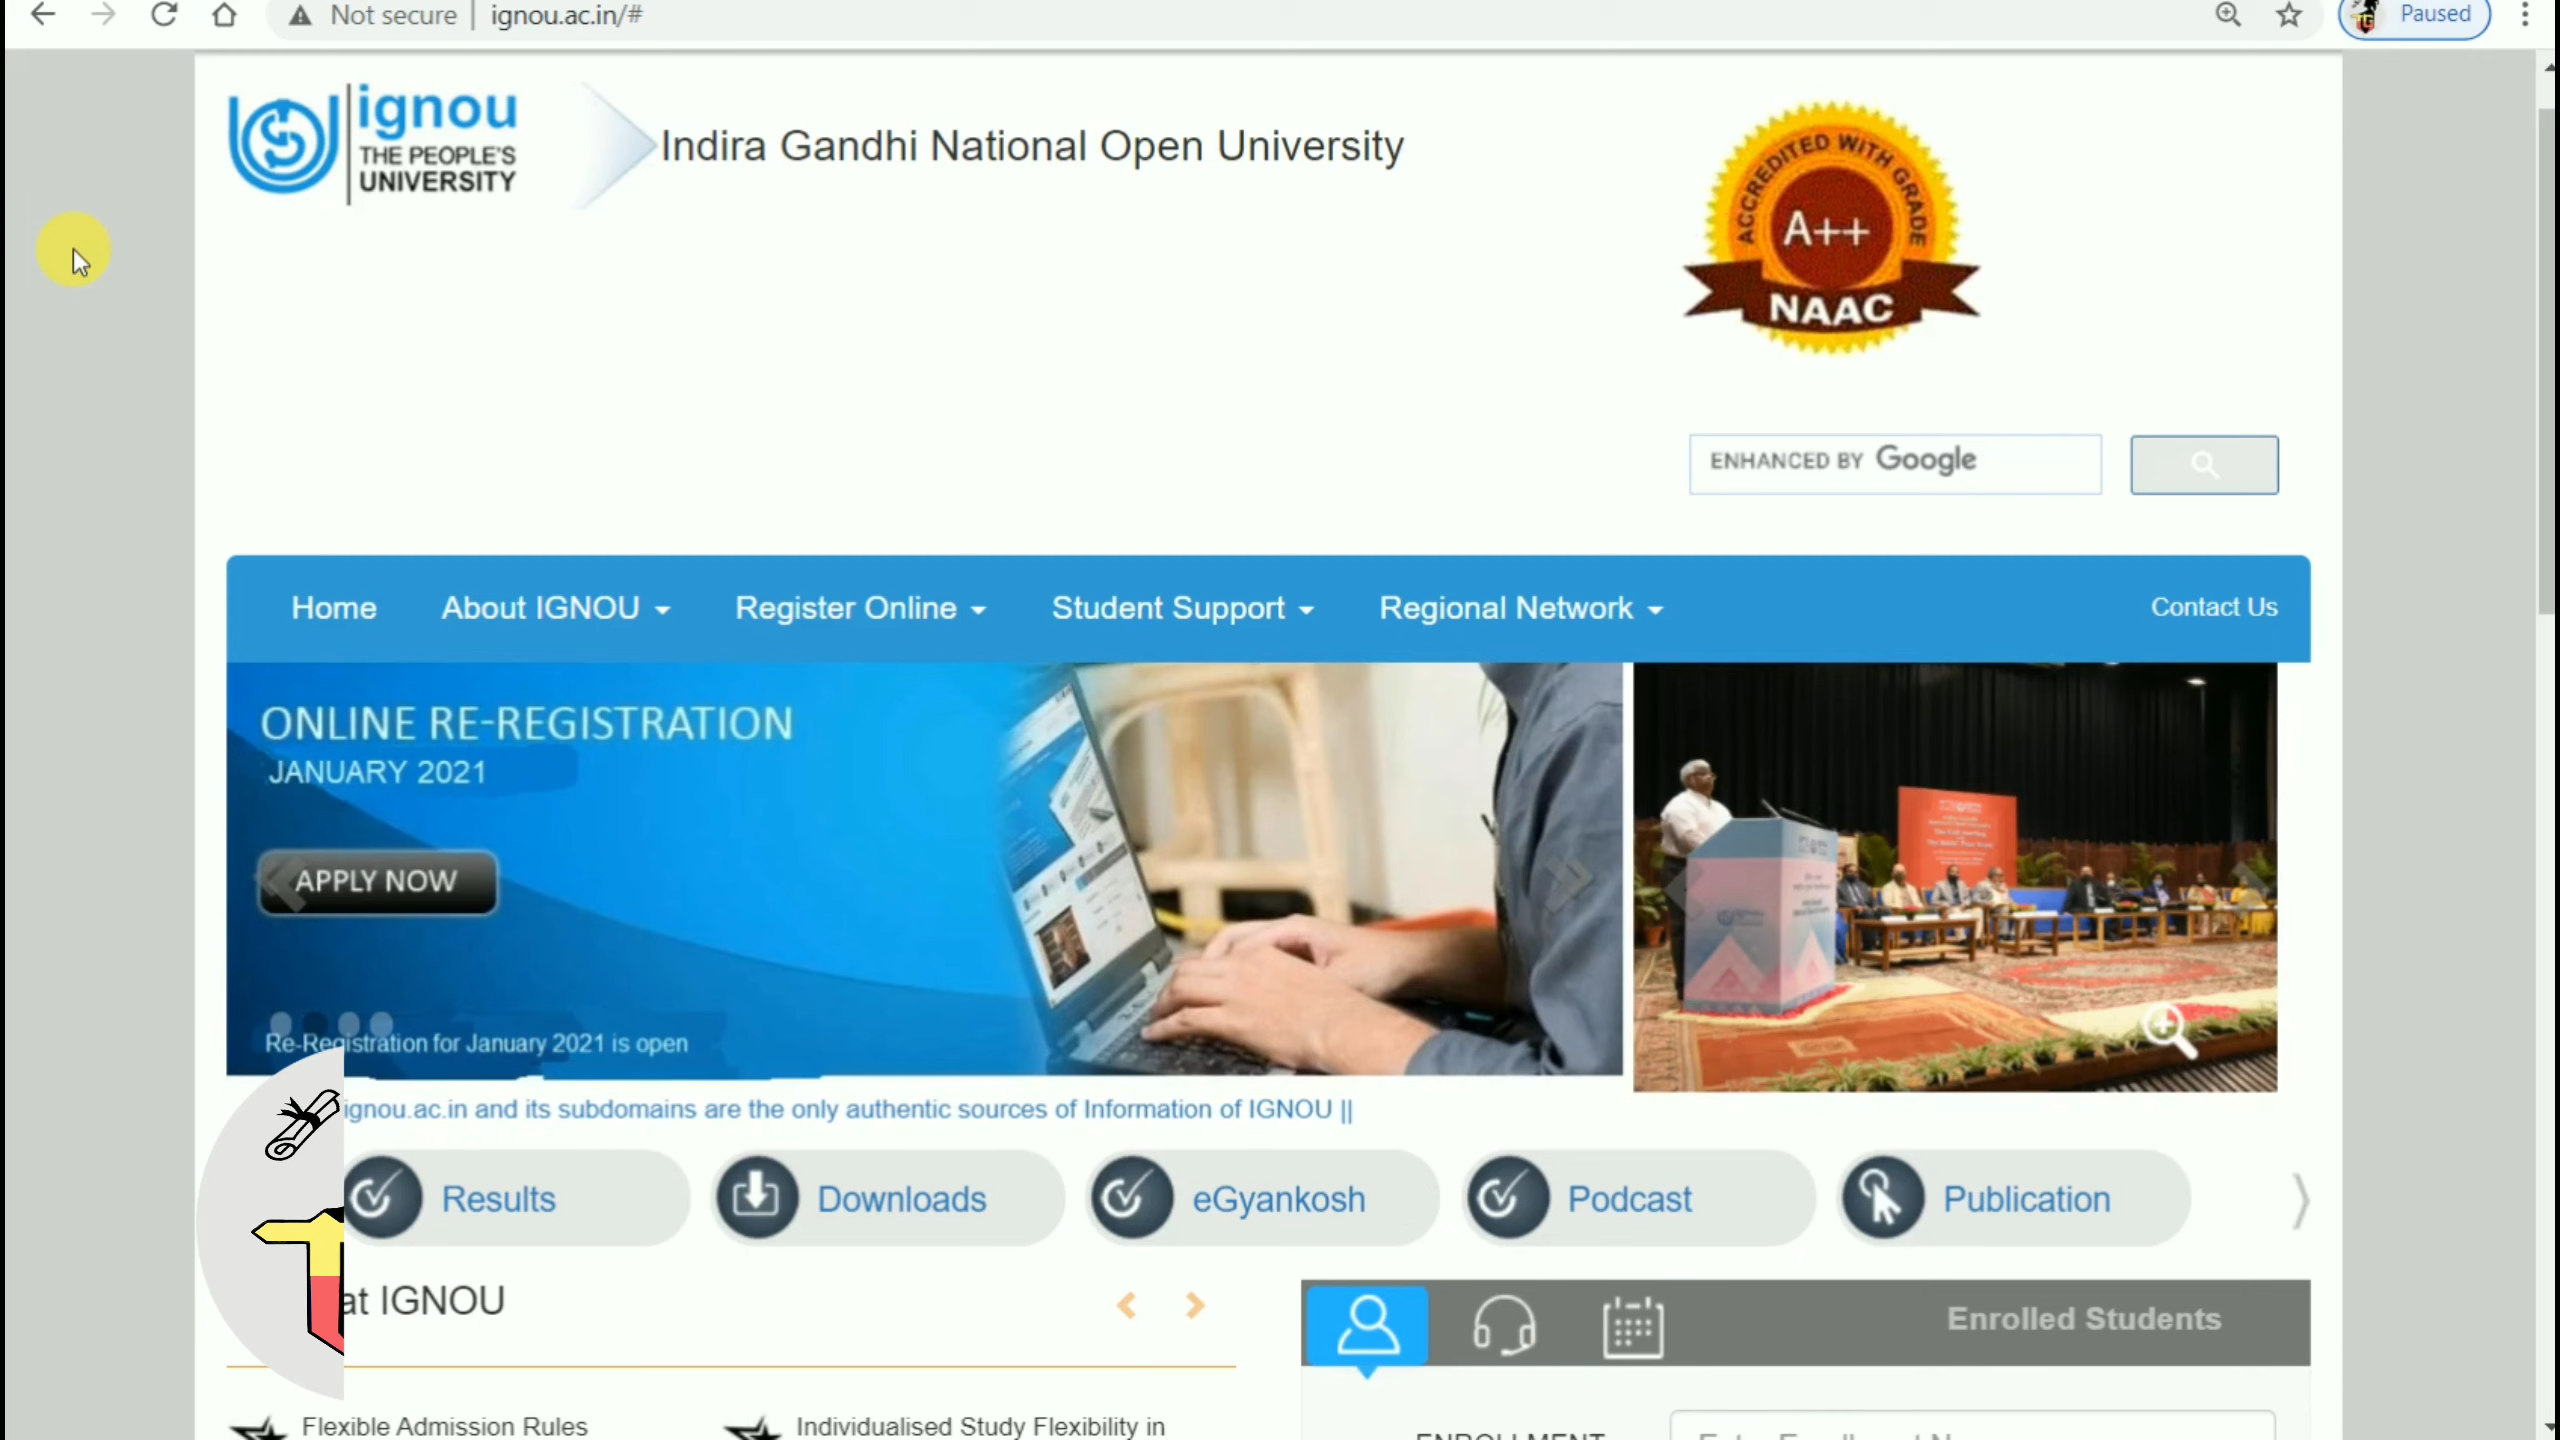 Not secure
ignou.ac.in/#
Paused
ignou
THE PEOPLE'S
UNIVERSITY
Indira Gandhi National Open University
ACCREDITED WITH GRADE
A++
NAAC
ENHANCED BY Google
Home
About IGNOU
Register Online
Student Support
Regional Network
Contact Us
ONLINE RE-REGISTRATION
JANUARY 2021
APPLY NOW
Re-Registration for January 2021 is open
ignou.ac.in and its subdomains are the only authentic sources of Information of IGNOU ||
Results
Downloads
eGyankosh
Podcast
Publication
at IGNOU
Enrolled Students
Flexible Admission Rules
Individualised Study Flexibility in
ENROLLMENT